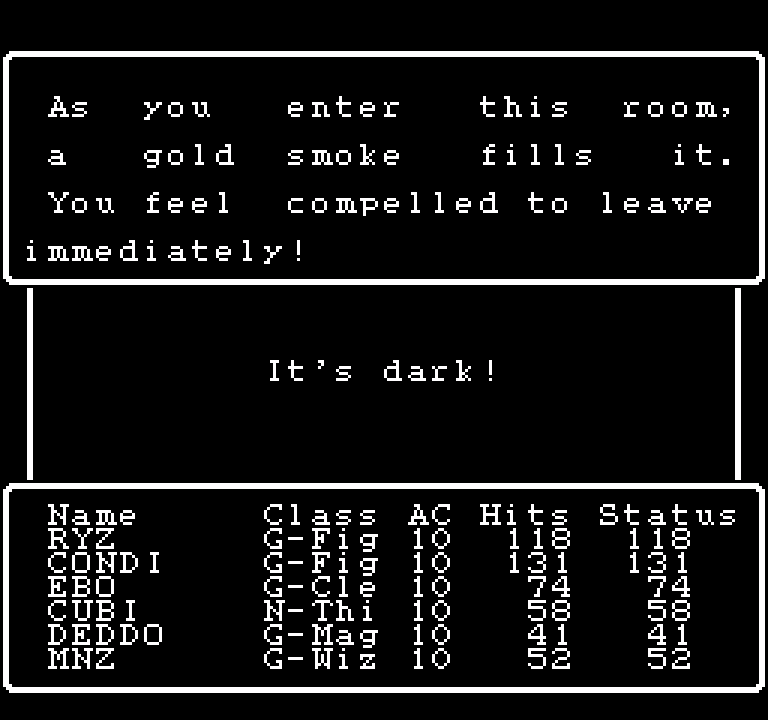 As you enter this room,
a gold smoke fills it.
You feel compelled to leave
immediately!
It's dark!
Name Class AC Hits Status
RYZ G-Fig 10 118 118
CONDI G-Fig 10 131 131
EBO G-Cle 10 74 74
CUBI N-Thi 10 58 58
DEDDO G-Mag 10 41 41
MNZ G-Wiz 10 52 52